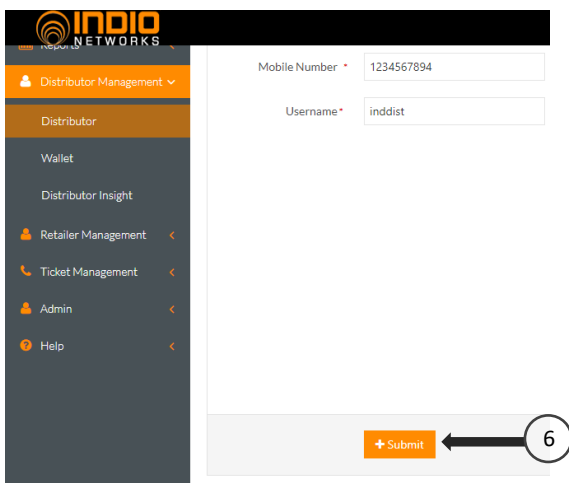 INDIO
NETWORKS
Reports
Distributor Management
Distributor
Wallet
Distributor Insight
Retailer Management
Ticket Management
Admin
Help
Mobile Number * 1234567894
Username* inddist
+ Submit
6